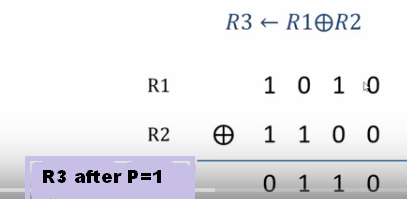 R3 ← R1⊕R2
R1 1 0 1 0
R2 ⊕ 1 1 0 0
R3 after P=1 0 1 1 0